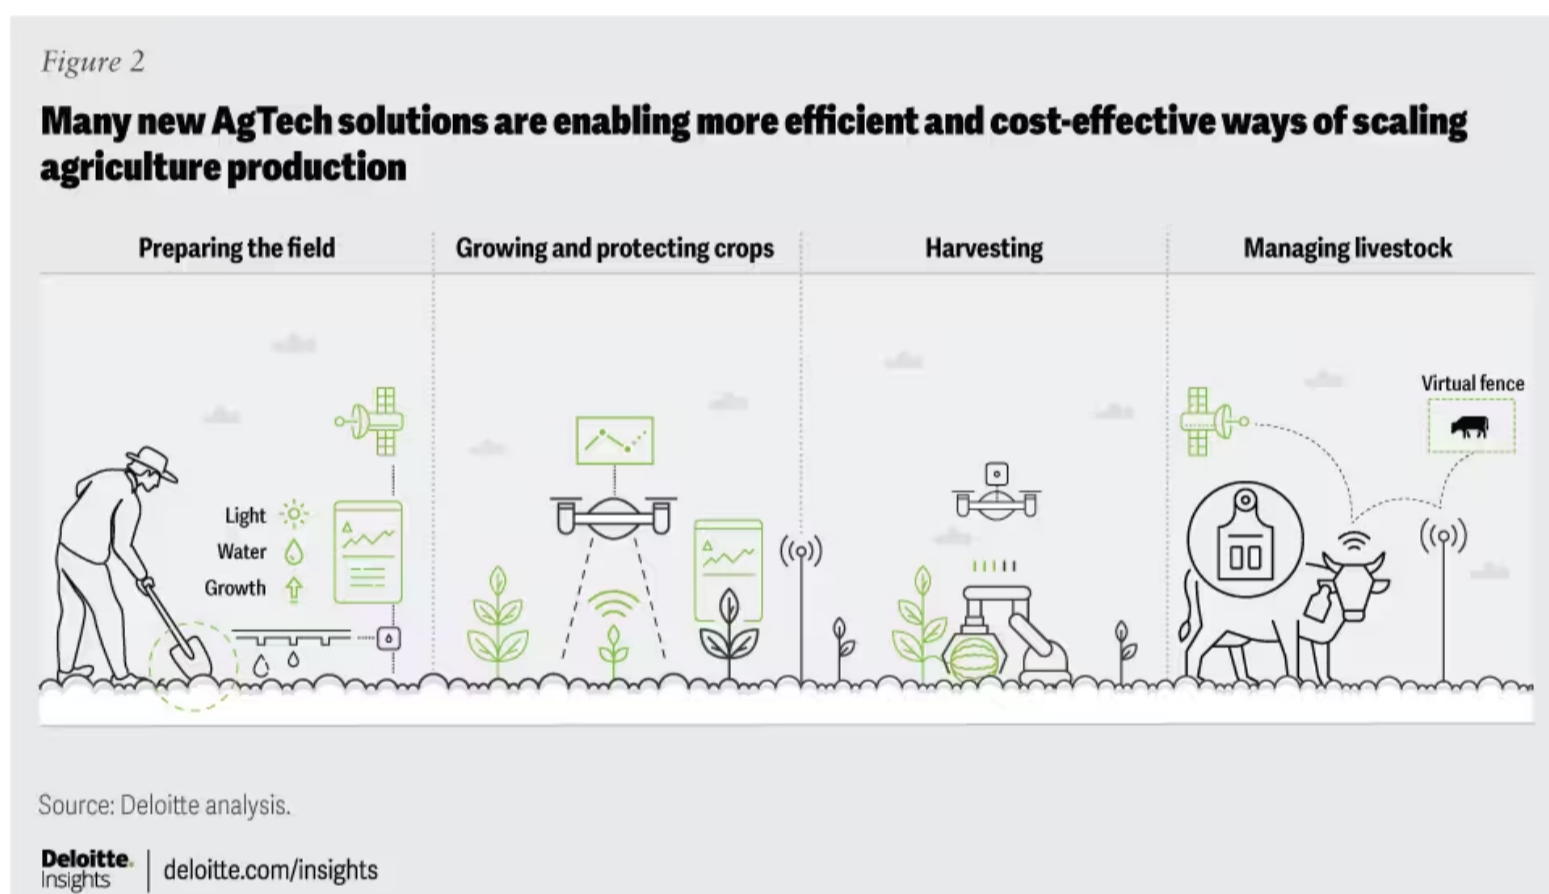 Figure 2
Many new AgTech solutions are enabling more efficient and cost-effective ways of scaling
agriculture production
Preparing the field
Growing and protecting crops
Harvesting
Managing livestock
Virtual fence
Light
Water
Growth
Source: Deloitte analysis.
Deloitte.
Insights
deloitte.com/insights